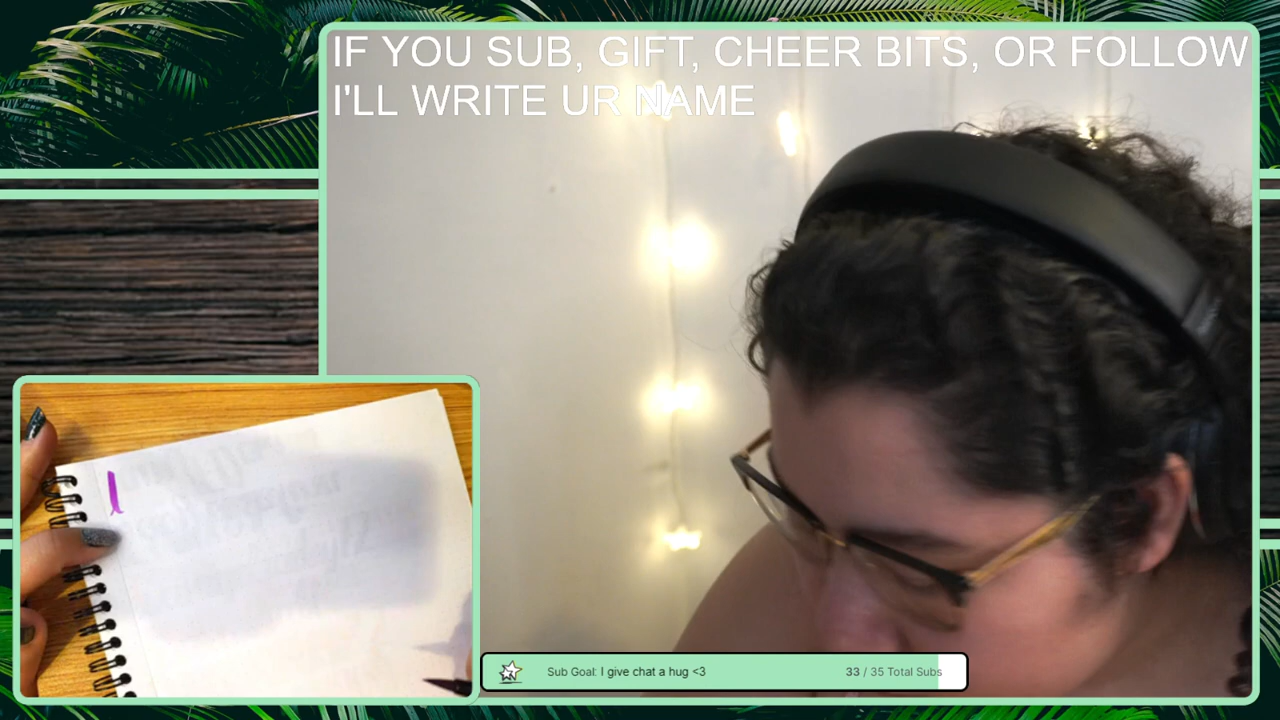 IF YOU SUB, GIFT, CHEER BITS, OR FOLLOW
I'LL WRITE UR NAME
Sub Goal: I give chat a hug <3
33 / 35 Total Subs